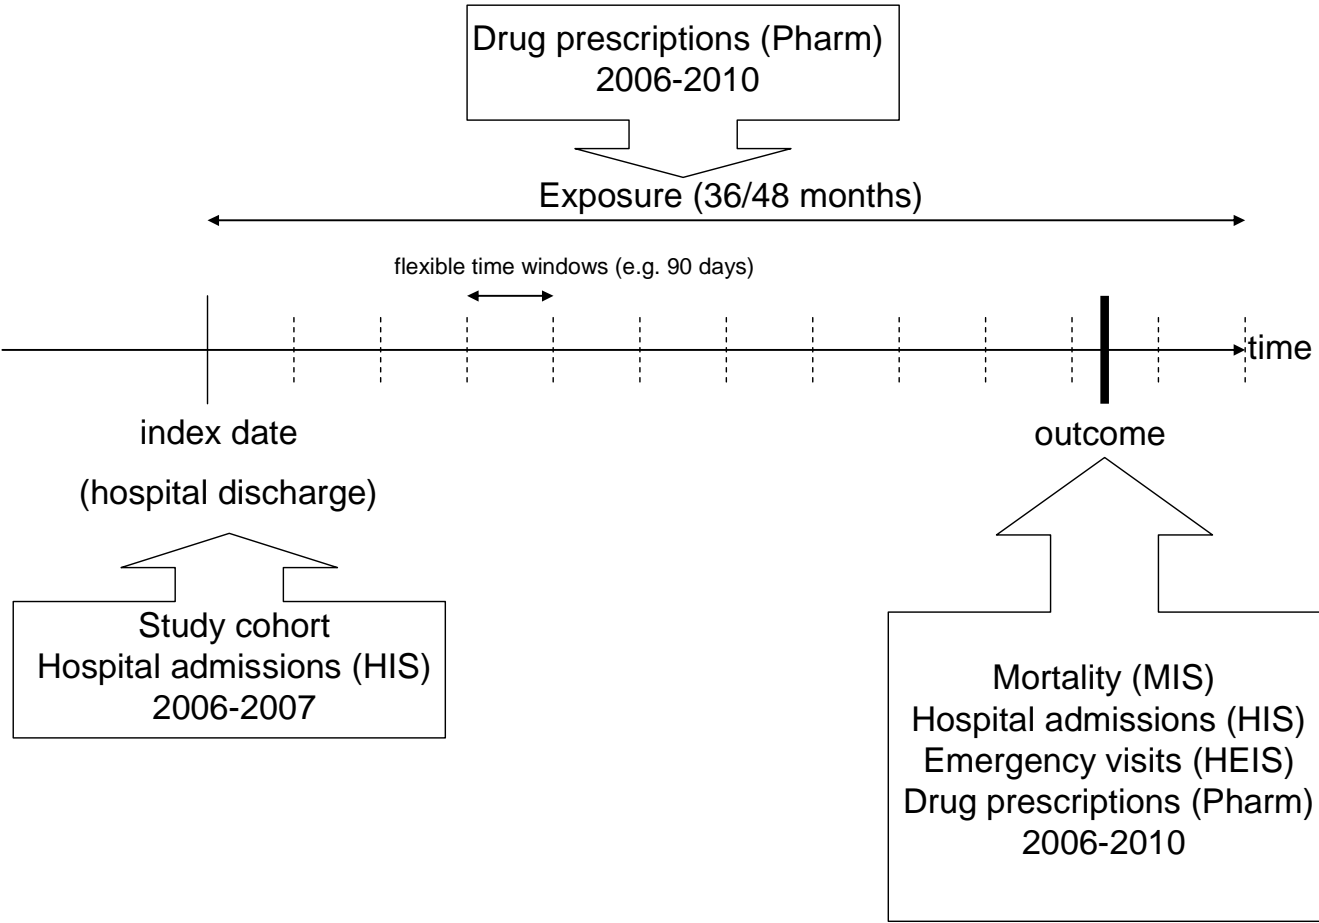 Drug prescriptions (Pharm)
2006-2010
Exposure (36/48 months)
flexible time windows (e.g. 90 days)
time
index date
(hospital discharge)
outcome
Study cohort
Hospital admissions (HIS)
2006-2007
Mortality (MIS)
Hospital admissions (HIS)
Emergency visits (HEIS)
Drug prescriptions (Pharm)
2006-2010